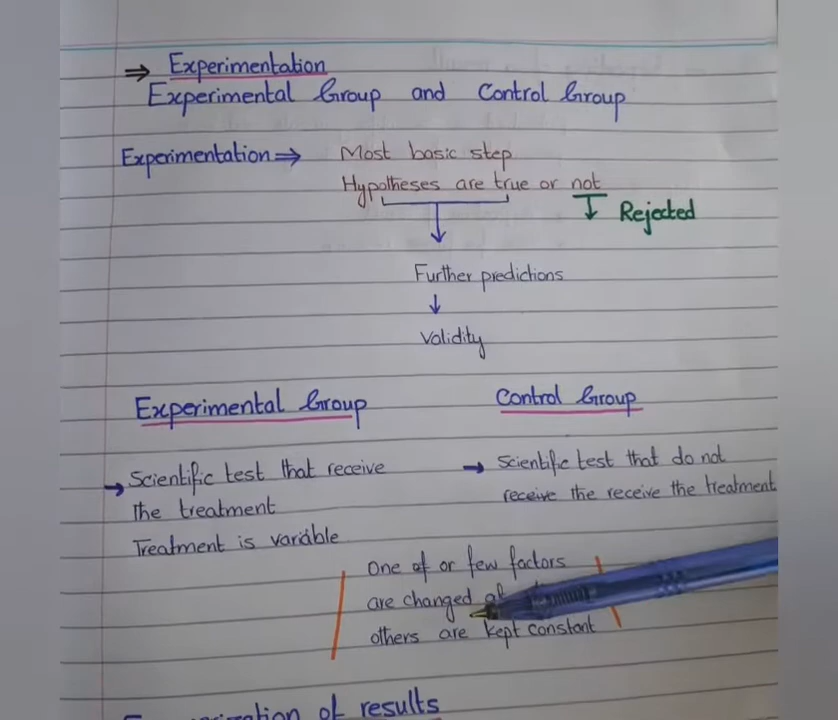 ⇒ Experimentation
Experimental Group and Control Group
Experimentation ⇒ Most basic step
Hypotheses are true or not
↓ Rejected
↓
Further predictions
↓
Validity
Experimental Group
→ Scientific test that receive
the treatment
Treatment is variable
Control Group
→ Scientific test that do not
receive the receive the treatment
One of or few factors
are changed
others are kept constant
of results